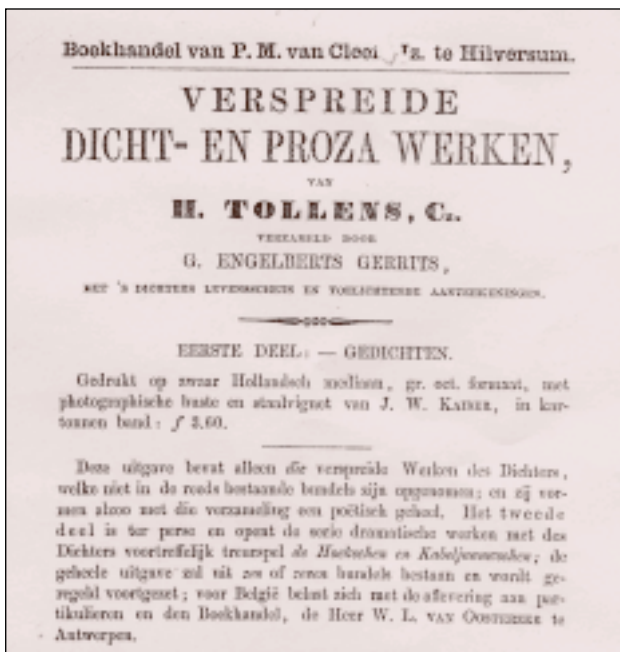 Boekhandel van P. M. van te Hilversum.
VERSPREIDE
DICHT- EN PROZA WERKEN,
VAN
H. TOLLENS, Cz.
VERZAMELD DOOR
G. ENGELBERTS GERRITS,
MET 'S DICHTERS LEVENSSCHETS EN TOELICHTENDE AANTEEKENINGEN.
EERSTE DEEL: — GEDICHTEN.
Gedrukt op zwaar Hollandsch mediaan, gr. oct. formaat, met
photographische buste en staalvignet van J. W. KAISER, in kar-
tonnen band: f 3.60.
Deze uitgave bevat alleen die verspreide Werken des Dichters,
welke niet in de reeds bestaande bundels zijn opgenomen; en zij vor-
men alzoo met die verzameling een poëtisch geheel. Het tweede
deel is ter perse en opent de serie dramatische werken met des
Dichters voortreffelijk treurspel de Hoekschen en Kabeljaauwschen; de
geheele uitgave zal uit zes of zeven bundels bestaan en wordt ge-
regeld voortgezet; voor België belast zich met de aflevering aan par-
tikulieren en den Boekhandel, de Heer W. L. VAN te
Antwerpen.